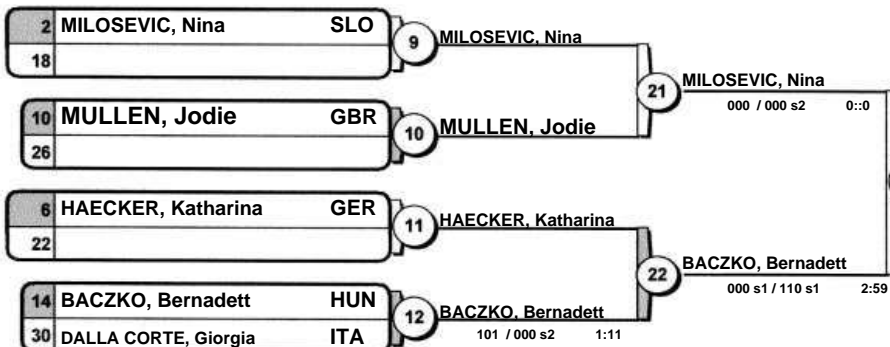 2 MILOSEVIC, Nina SLO
18
9 MILOSEVIC, Nina
10 MULLEN, Jodie GBR
26
10 MULLEN, Jodie
21 MILOSEVIC, Nina
000 / 000 s2 0::0
6 HAECKER, Katharina GER
22
11 HAECKER, Katharina
14 BACZKO, Bernadett HUN
30 DALLA CORTE, Giorgia ITA
12 BACZKO, Bernadett
101 / 000 s2 1:11
22 BACZKO, Bernadett
000 s1 / 110 s1 2:59